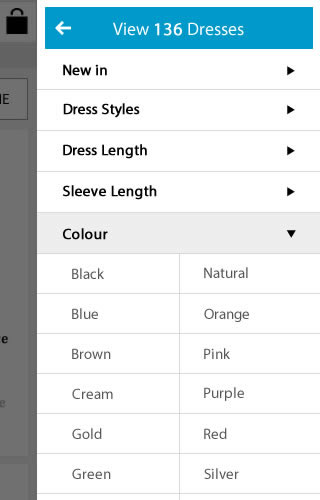 View 136 Dresses
New in
Dress Styles
Dress Length
Sleeve Length
Colour
Black Natural
Blue Orange
Brown Pink
Cream Purple
Gold Red
Green Silver